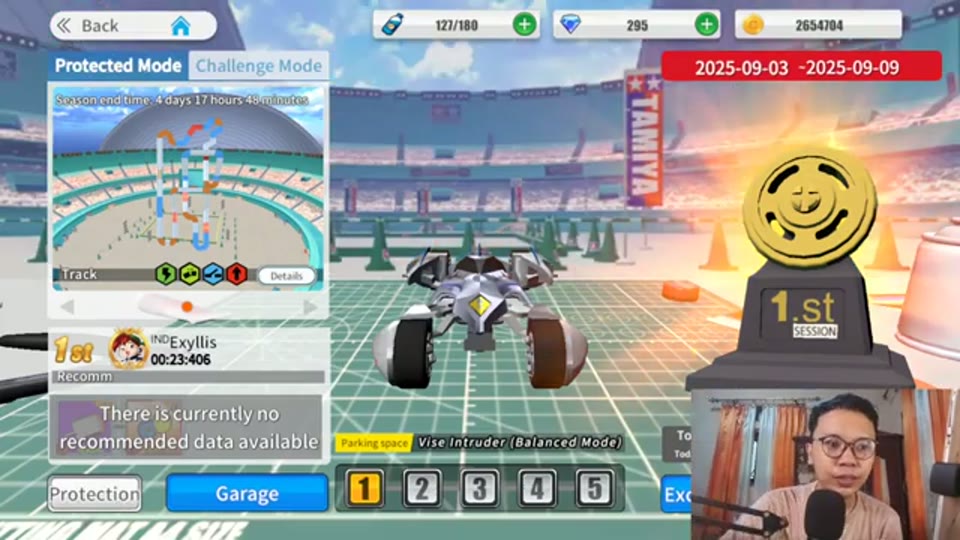 Back
127/180
295
2654704
Protected Mode
Challenge Mode
2025-09-03 ~2025-09-09
Season end time: 4 days 17 hours 48 minutes
TAMIYA
Track
Details
1st
INDExyllis
00:23:406
Recomm
There is currently no
recommended data available
1.st
SESSION
Parking space
Vise Intruder (Balanced Mode)
Protection
Garage
1
2
3
4
5